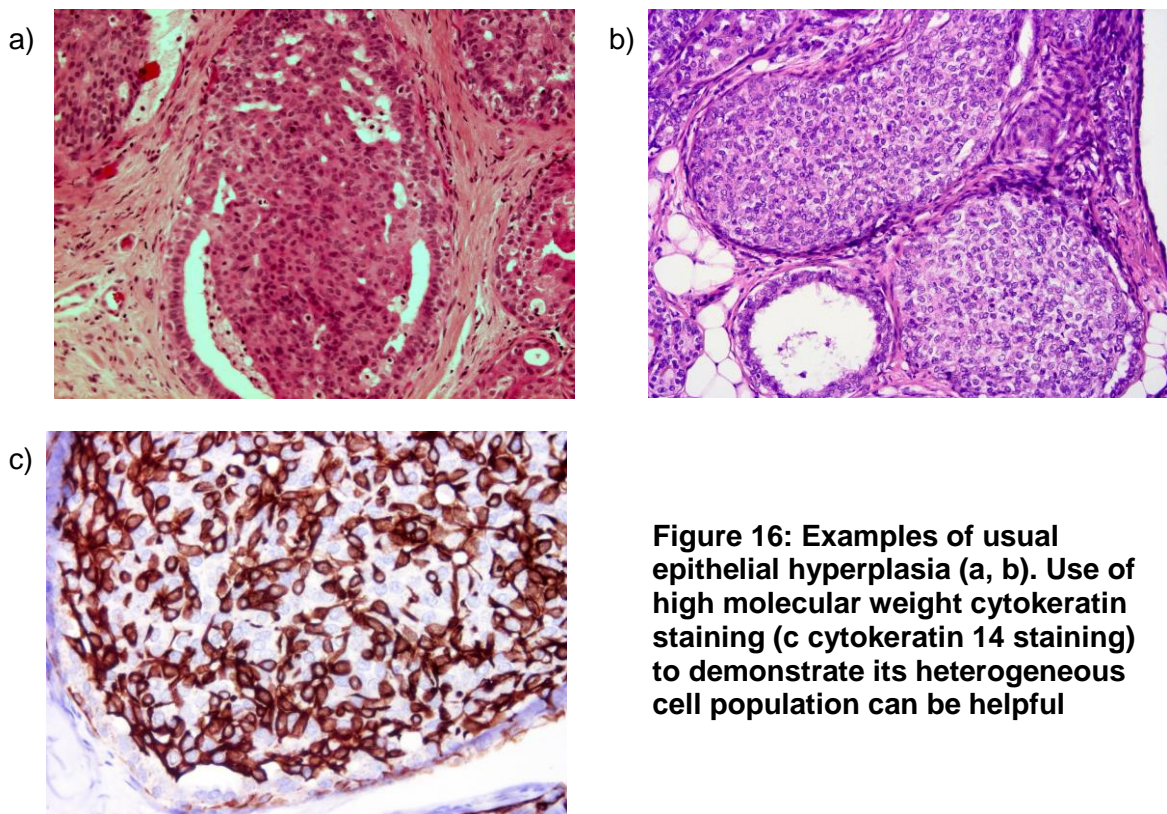 a)
b)
c)
Figure 16: Examples of usual
epithelial hyperplasia (a, b). Use of
high molecular weight cytokeratin
staining (c cytokeratin 14 staining)
to demonstrate its heterogeneous
cell population can be helpful